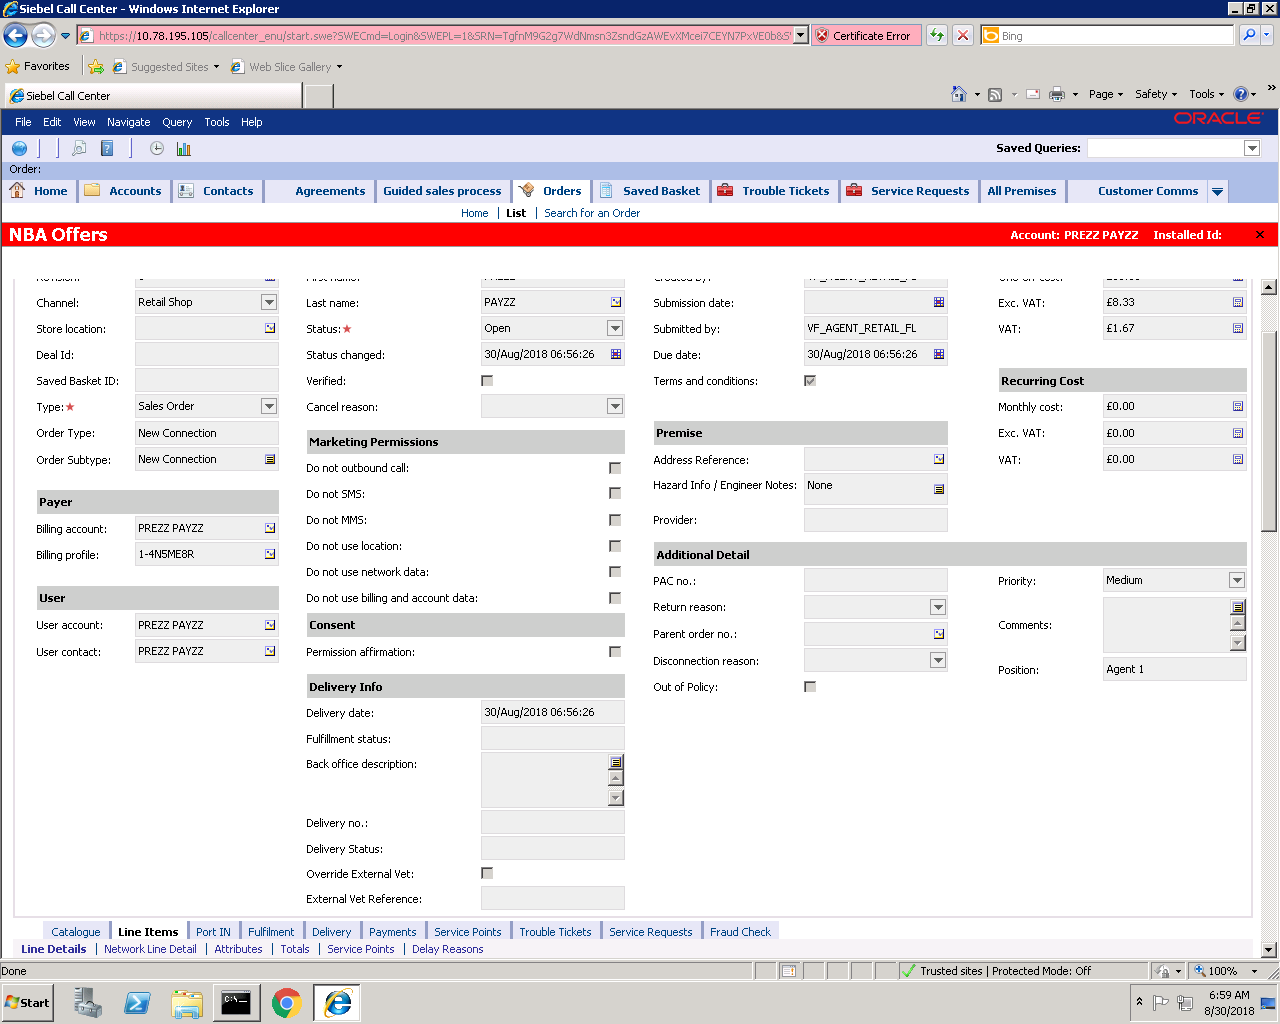 Siebel Call Center - Windows Internet Explorer
https://10.78.195.105/callcenter_enu/start.swe?SWECmd=Login&SWEPL=1&SRN=TgfnM9G2g7WdNmsn3ZsndGzAWEvXMcei7CEYN7PxVE0b&S
Certificate Error
Bing
Favorites
Suggested Sites
Web Slice Gallery
Siebel Call Center
Page Safety Tools
File Edit View Navigate Query Tools Help
ORACLE
Saved Queries:
Order:
Home Accounts Contacts Agreements Guided sales process Orders Saved Basket Trouble Tickets Service Requests All Premises Customer Comms
Home List Search for an Order
NBA Offers Account: PREZZ PAYZZ Installed Id:
Channel: Retail Shop
Store location:
Deal Id:
Saved Basket ID:
Type: Sales Order
Order Type: New Connection
Order Subtype: New Connection
Payer
Billing account: PREZZ PAYZZ
Billing profile: 1-4N5ME8R
User
User account: PREZZ PAYZZ
User contact: PREZZ PAYZZ
Last name: PAYZZ
Status: Open
Status changed: 30/Aug/2018 06:56:26
Verified:
Cancel reason:
Marketing Permissions
Do not outbound call:
Do not SMS:
Do not MMS:
Do not use location:
Do not use network data:
Do not use billing and account data:
Consent
Permission affirmation:
Delivery Info
Delivery date: 30/Aug/2018 06:56:26
Fulfillment status:
Back office description:
Delivery no.:
Delivery Status:
Override External Vet:
External Vet Reference:
Submission date:
Submitted by: VF_AGENT_RETAIL_FL
Due date: 30/Aug/2018 06:56:26
Terms and conditions:
Premise
Address Reference:
Hazard Info / Engineer Notes: None
Provider:
Additional Detail
PAC no.:
Return reason:
Parent order no.:
Disconnection reason:
Out of Policy:
Exc. VAT: £8.33
VAT: £1.67
Recurring Cost
Monthly cost: £0.00
Exc. VAT: £0.00
VAT: £0.00
Priority: Medium
Comments:
Position: Agent 1
Catalogue Line Items Port IN Fulfilment Delivery Payments Service Points Trouble Tickets Service Requests Fraud Check
Line Details Network Line Detail Attributes Totals Service Points Delay Reasons
Done
Trusted sites | Protected Mode: Off
100%
Start
6:59 AM
8/30/2018